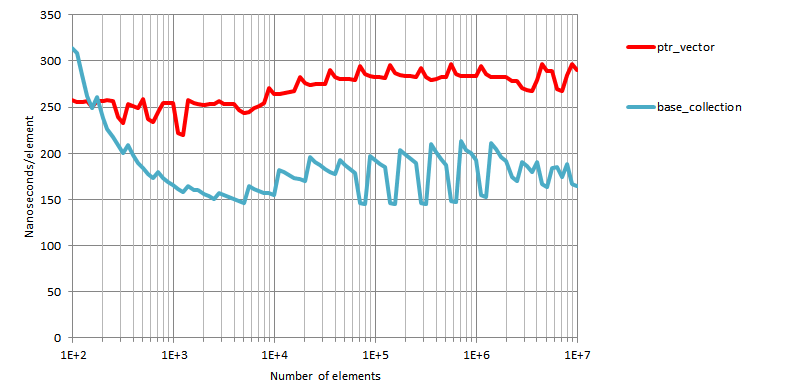 350
300
250
200
150
100
50
0
Nanoseconds/element
1E+2 1E+3 1E+4 1E+5 1E+6 1E+7
Number of elements
ptr_vector
base_collection